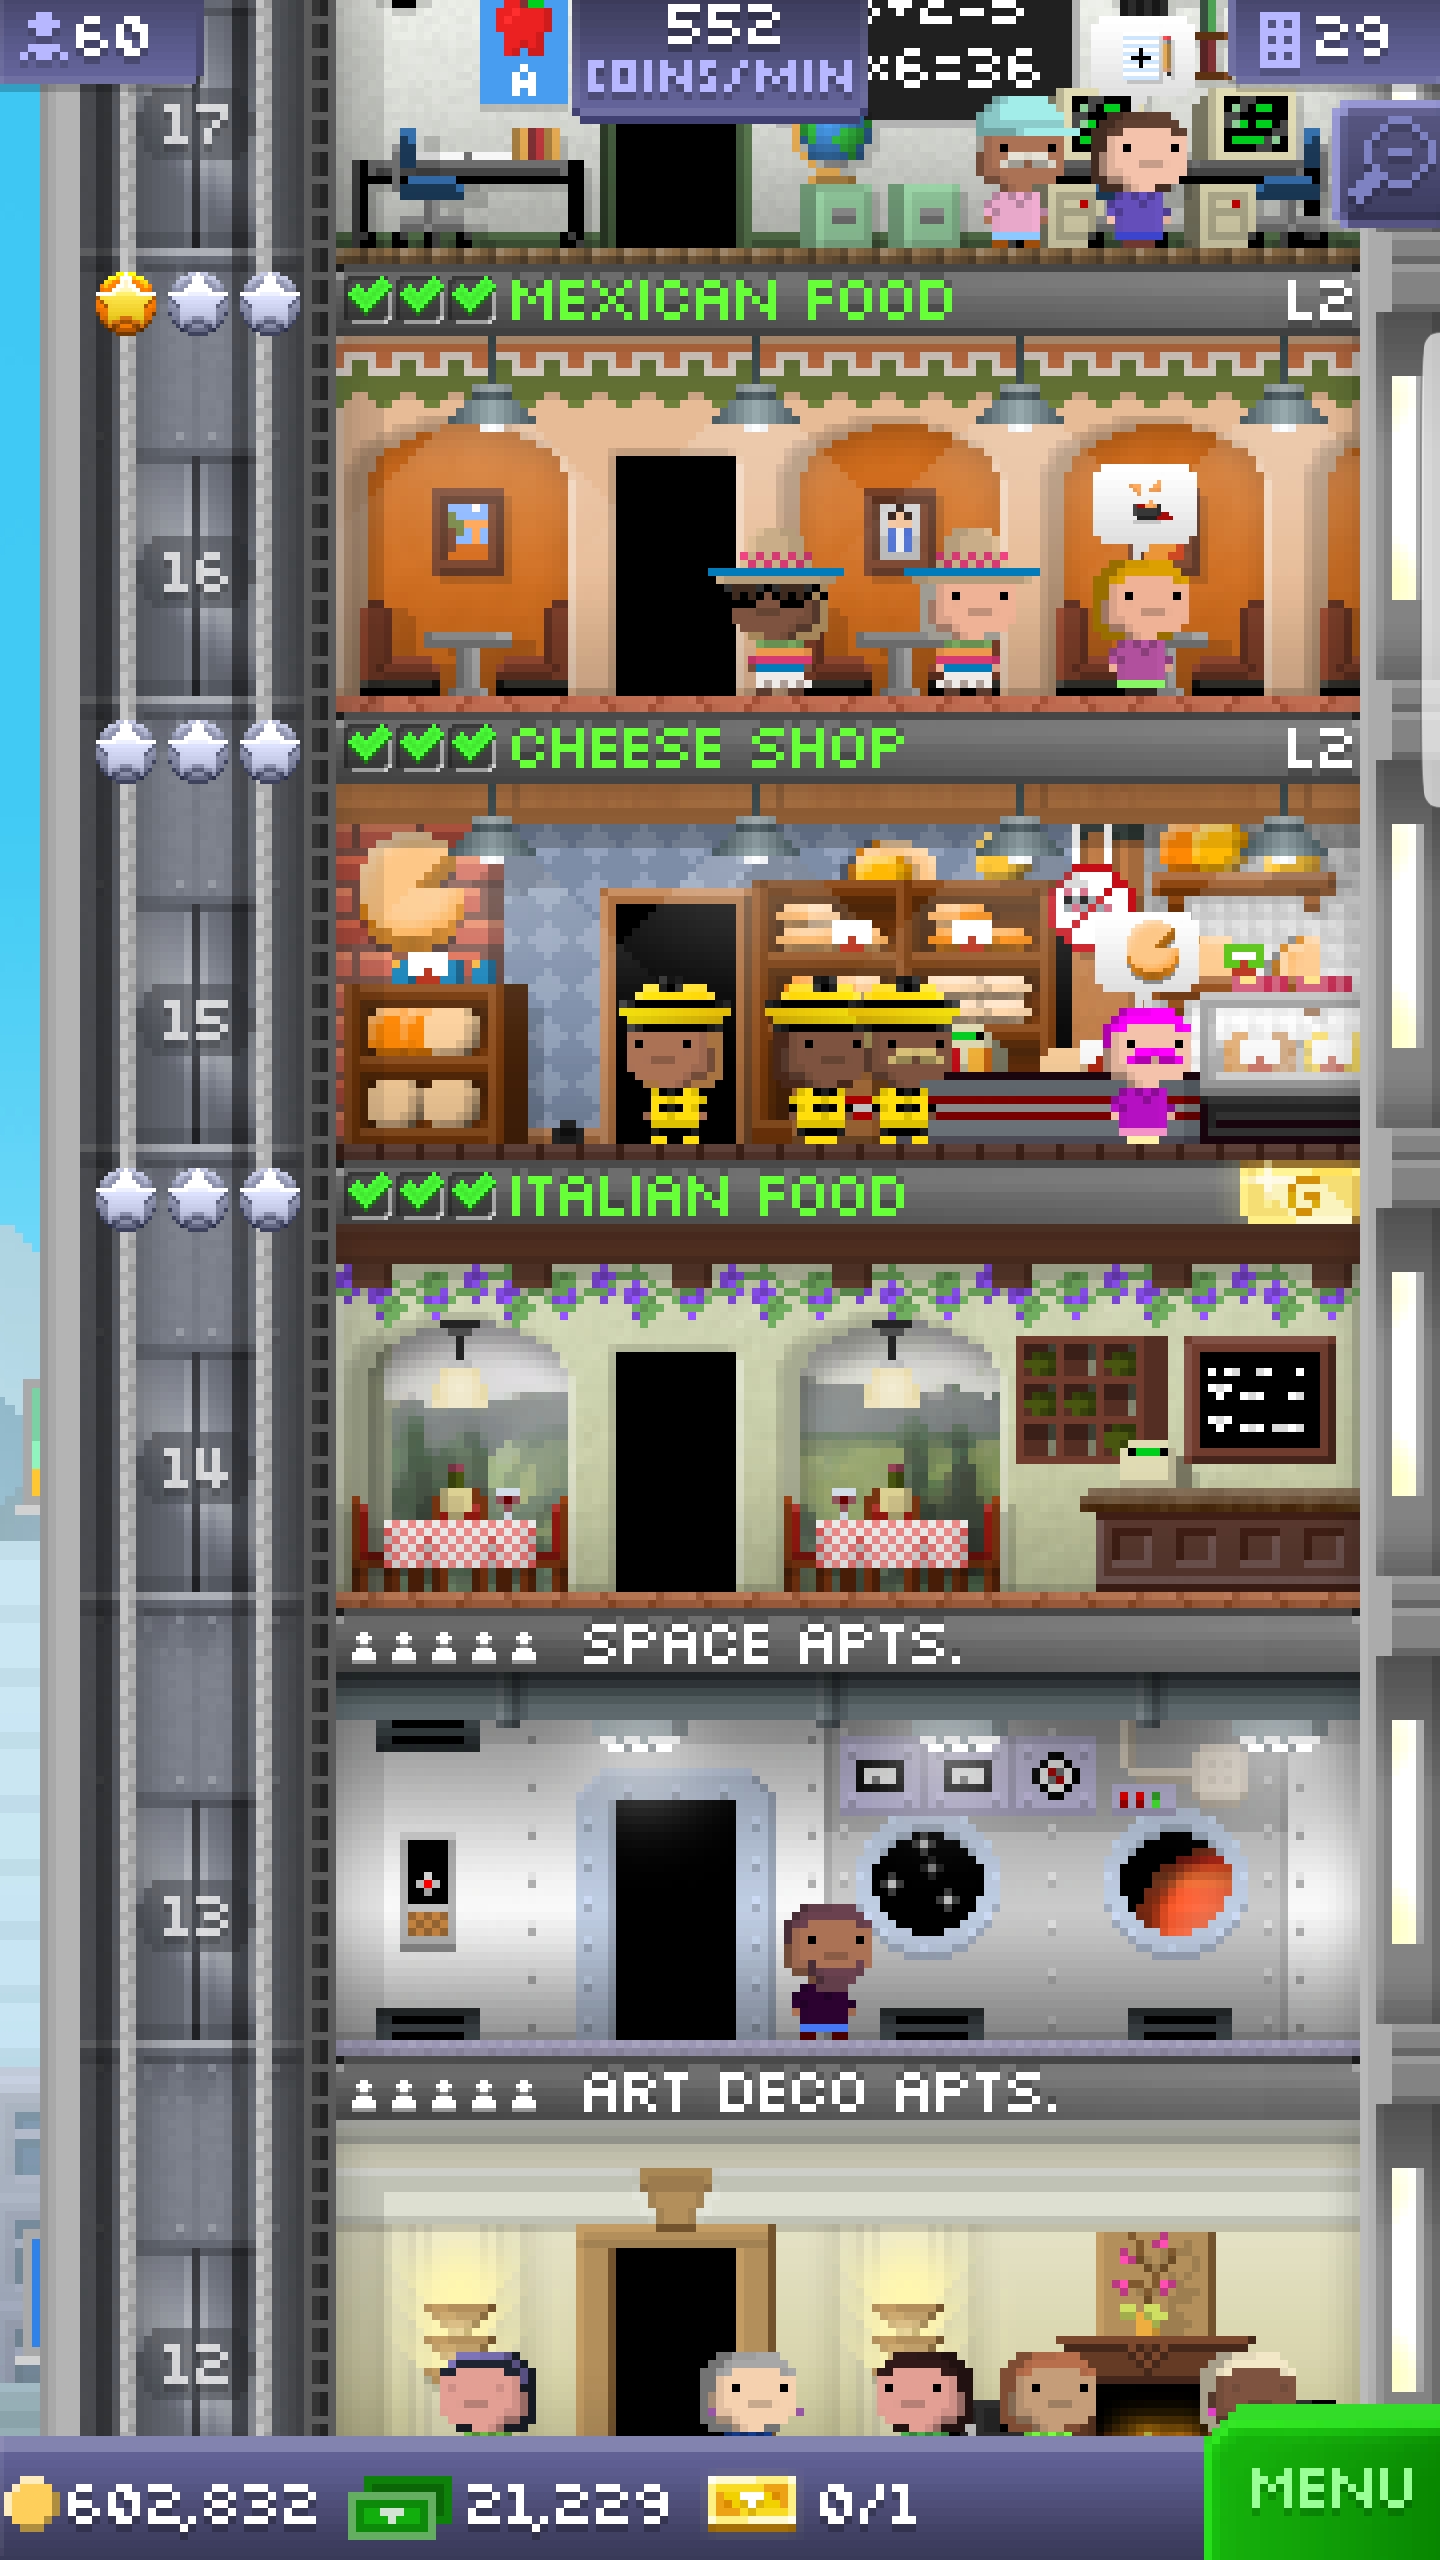 60
552
COINS/MIN
29
A
×6=36
17
MEXICAN FOOD
L2
16
CHEESE SHOP
L2
15
ITALIAN FOOD
G
14
SPACE APTS.
13
ART DECO APTS.
12
602,832
21,229
0/1
MENU